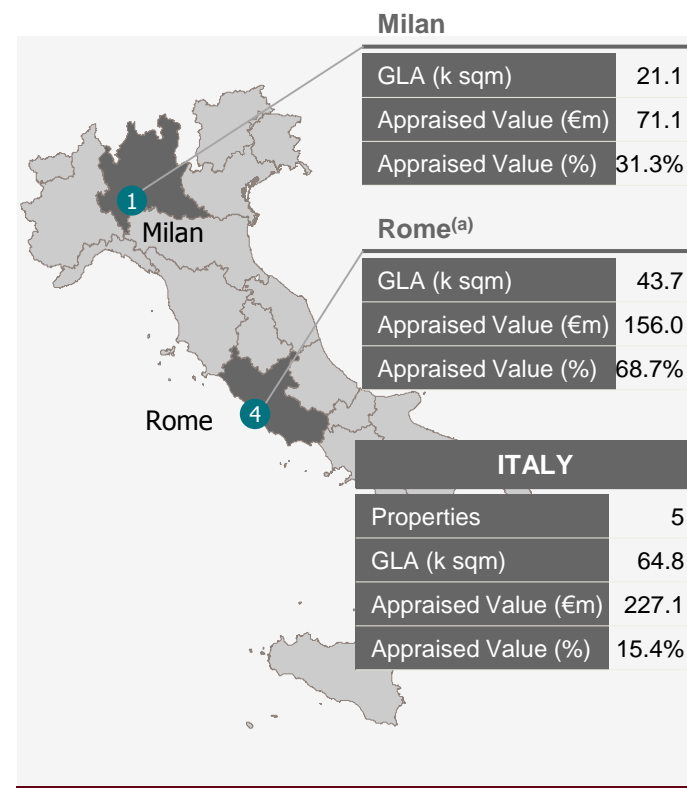 Milan
GLA (k sqm) 21.1
Appraised Value (€m) 71.1
Appraised Value (%) 31.3%
1
Milan
Rome(a)
GLA (k sqm) 43.7
Appraised Value (€m) 156.0
Appraised Value (%) 68.7%
Rome 4
ITALY
Properties 5
GLA (k sqm) 64.8
Appraised Value (€m) 227.1
Appraised Value (%) 15.4%